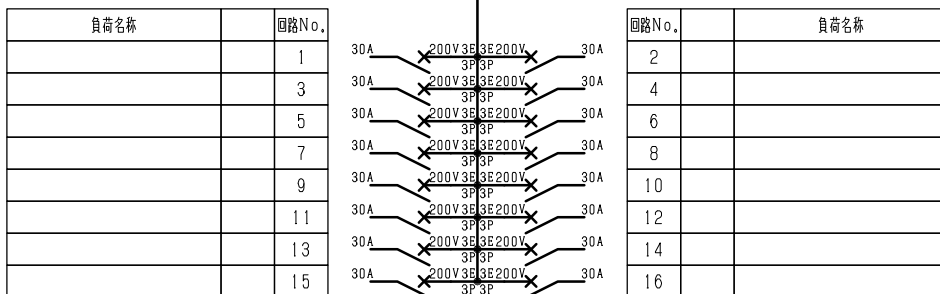 負荷名称 回路No. 回路No. 負荷名称
1 30A 200V 3E 3E 200V 30A 2
3P 3P
3 30A 200V 3E 3E 200V 30A 4
3P 3P
5 30A 200V 3E 3E 200V 30A 6
3P 3P
7 30A 200V 3E 3E 200V 30A 8
3P 3P
9 30A 200V 3E 3E 200V 30A 10
3P 3P
11 30A 200V 3E 3E 200V 30A 12
3P 3P
13 30A 200V 3E 3E 200V 30A 14
3P 3P
15 30A 200V 3E 3E 200V 30A 16
3P 3P